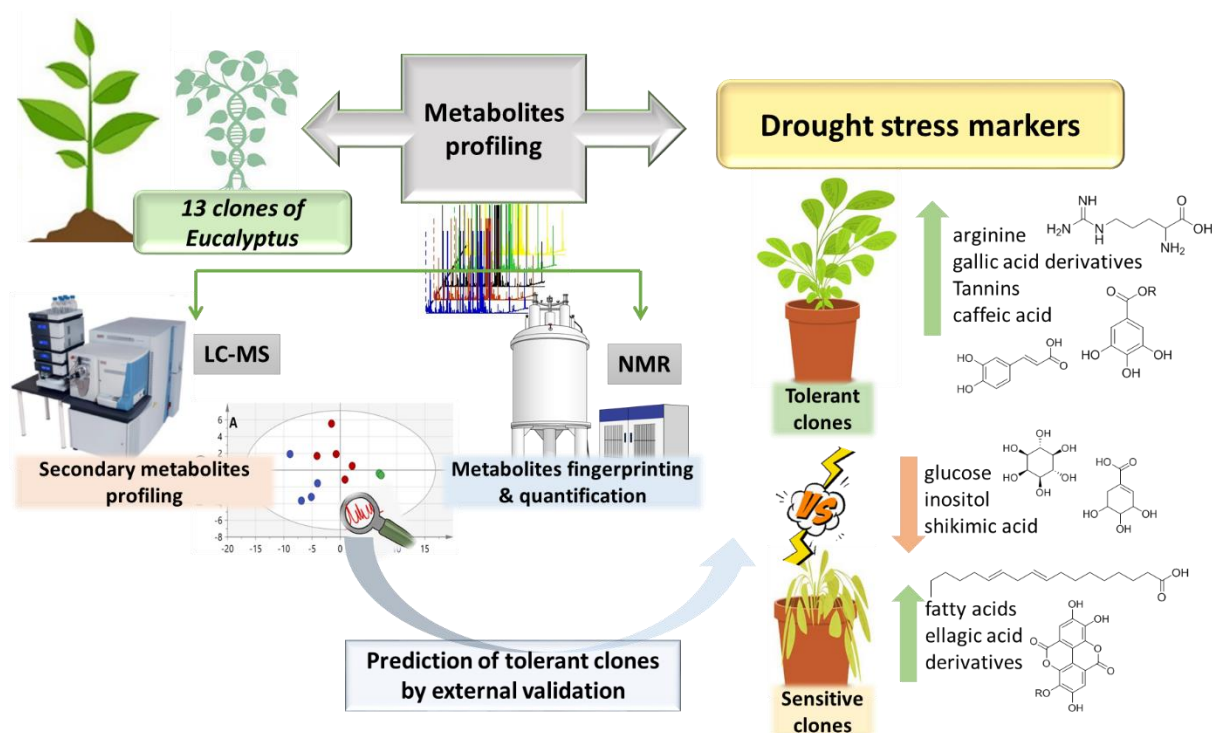 Metabolites
profiling
13 clones of
Eucalyptus
LC-MS
NMR
A
6
4
2
0
-6
-8
-20
-15
-10
-5
0
10
15
Secondary metabolites
profiling
Metabolites fingerprinting
& quantification
Prediction of tolerant clones
by external validation
Drought stress markers
arginine
gallic acid derivatives
Tannins
caffeic acid
NH
H₂N
N
H
O
OH
NH₂
O
OR
HO
OH
OH
O
OH
HO
HO
Tolerant
clones
VS
glucose
inositol
shikimic acid
OH
HO
OH
HO
OH
OH
HO
O
HO
OH
OH
fatty acids
ellagic acid
derivatives
OH
O
OH
OH
O
O
O
O
RO
OH
Sensitive
clones